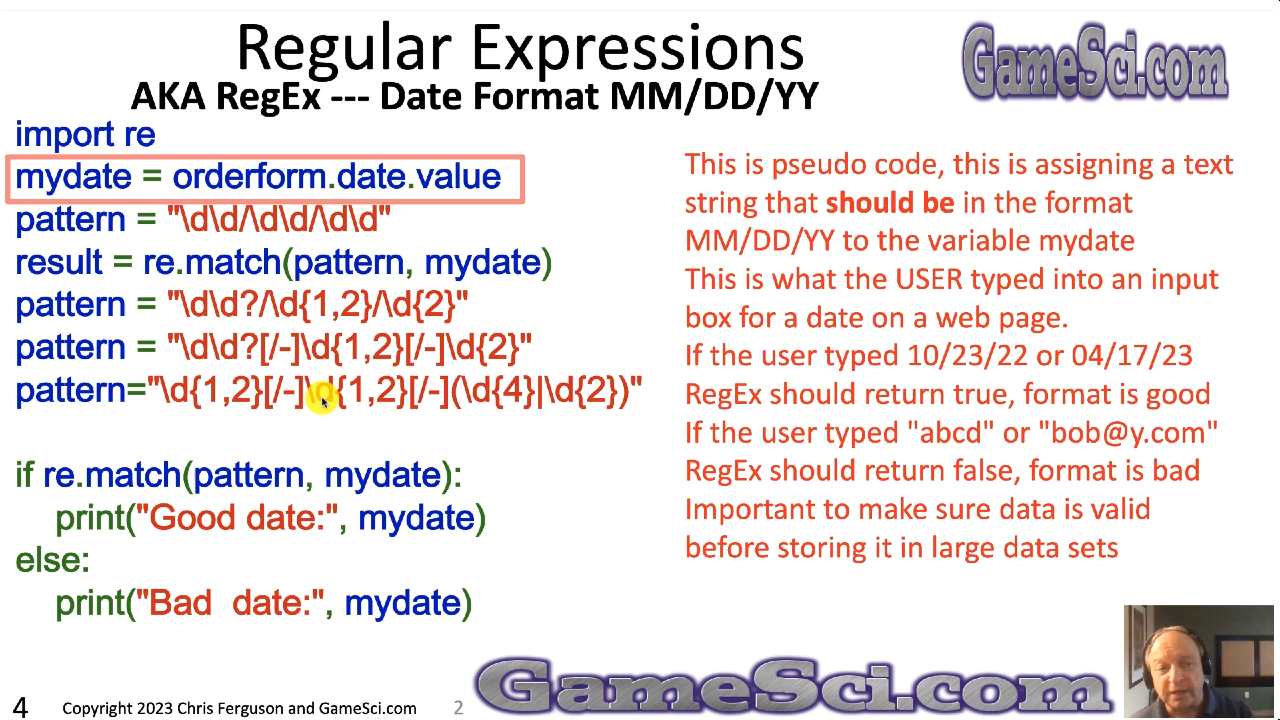 Regular Expressions
GameSci.com
AKA RegEx --- Date Format MM/DD/YY
import re
mydate = orderform.date.value
pattern = "\d\d/\d\d/\d\d"
result = re.match(pattern, mydate)
pattern = "\d\d?/\d{1,2}/\d{2}"
pattern = "\d\d?[/-]\d{1,2}[/-]\d{2}"
pattern="\d{1,2}[/-]\d{1,2}[/-](\d{4}|\d{2})"
if re.match(pattern, mydate):
print("Good date:", mydate)
else:
print("Bad  date:", mydate)
This is pseudo code, this is assigning a text
string that should be in the format
MM/DD/YY to the variable mydate
This is what the USER typed into an input
box for a date on a web page.
If the user typed 10/23/22 or 04/17/23
RegEx should return true, format is good
If the user typed "abcd" or "bob@y.com"
RegEx should return false, format is bad
Important to make sure data is valid
before storing it in large data sets
4
Copyright 2023 Chris Ferguson and GameSci.com
2
GameSci.com